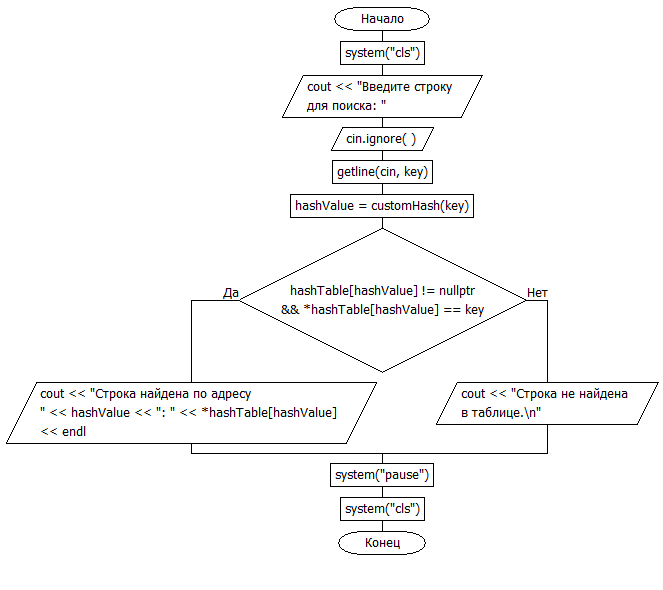 Начало
system("cls")
cout << "Введите строку
для поиска: "
cin.ignore( )
getline(cin, key)
hashValue = customHash(key)
hashTable[hashValue] != nullptr
&& *hashTable[hashValue] == key
Да
Нет
cout << "Строка найдена по адресу
" << hashValue << ": " << *hashTable[hashValue]
<< endl
cout << "Строка не найдена
в таблице.\n"
system("pause")
system("cls")
Конец